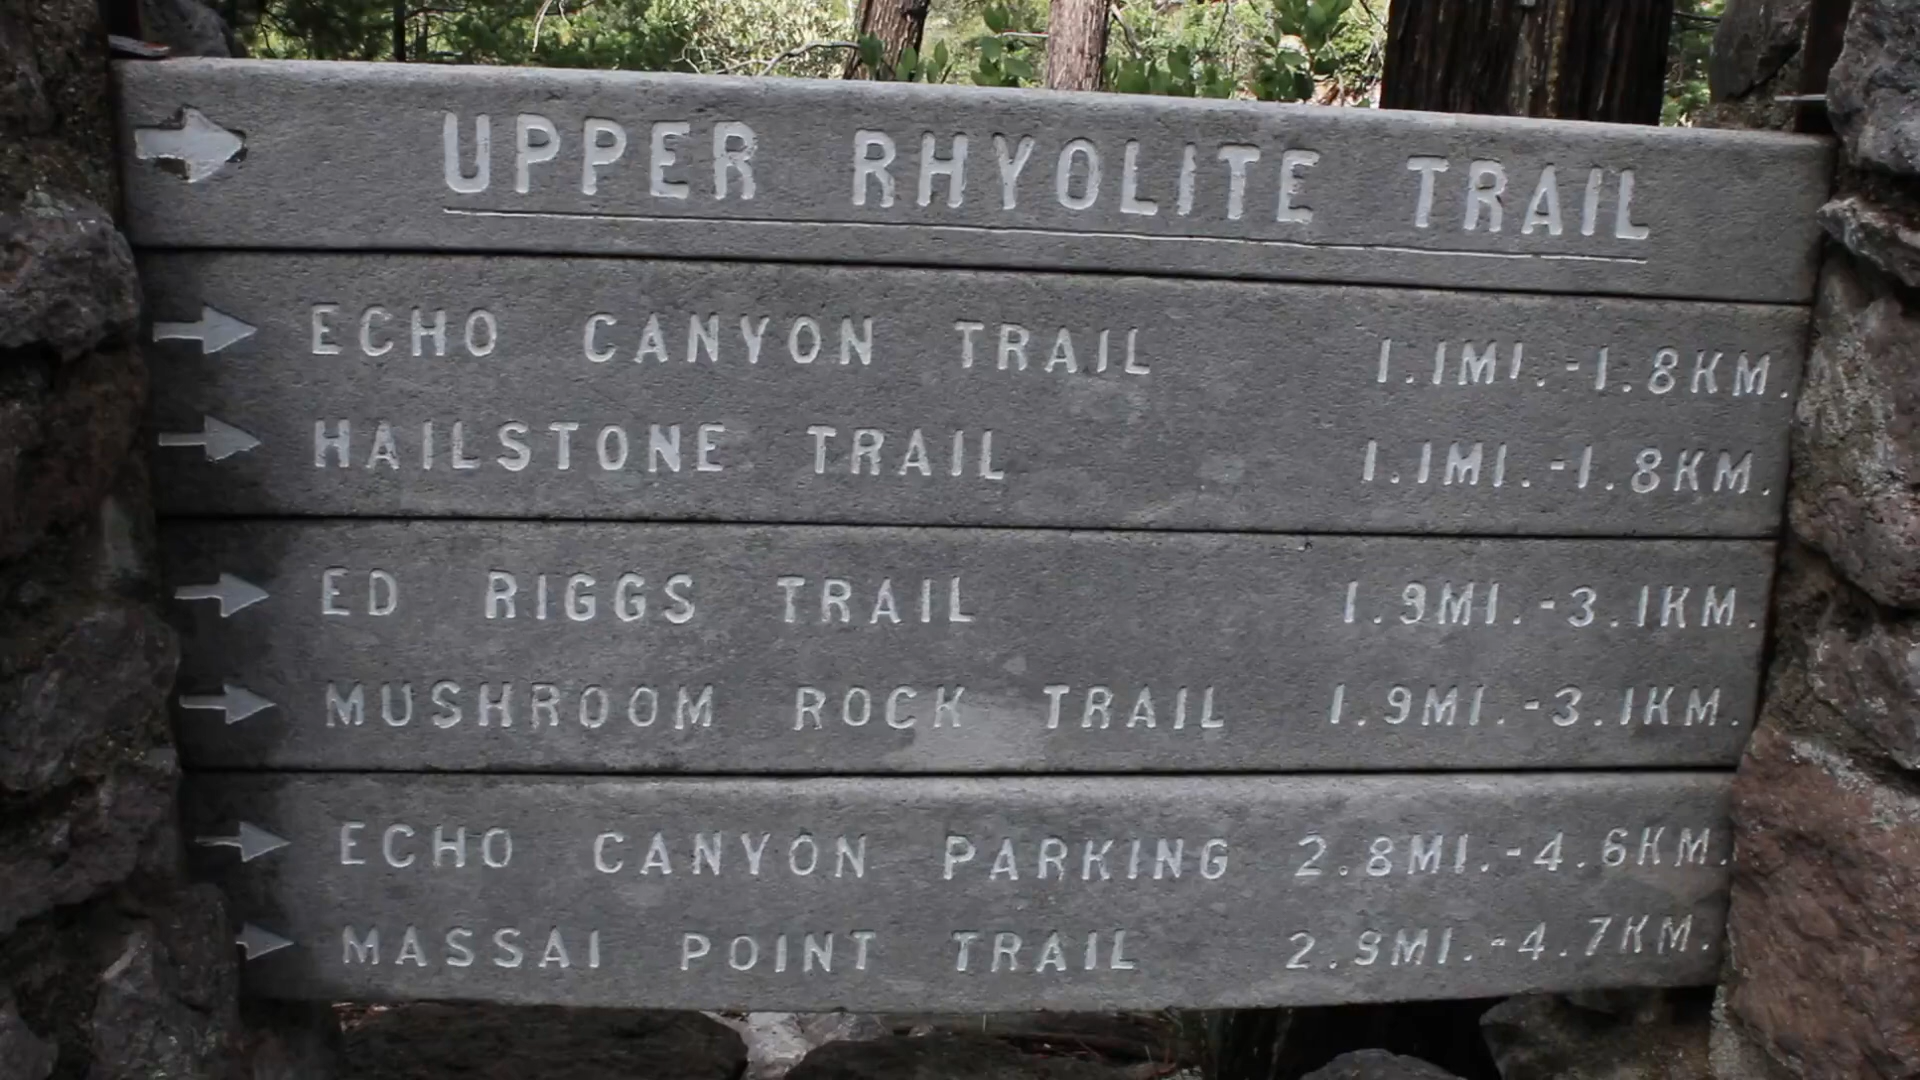 UPPER RHYOLITE TRAIL
ECHO CANYON TRAIL 1.1MI.-1.8KM.
HAILSTONE TRAIL 1.1MI.-1.8KM.
ED RIGGS TRAIL 1.9MI.-3.1KM.
MUSHROOM ROCK TRAIL 1.9MI.-3.1KM.
ECHO CANYON PARKING 2.8MI.-4.6KM.
MASSAI POINT TRAIL 2.9MI.-4.7KM.